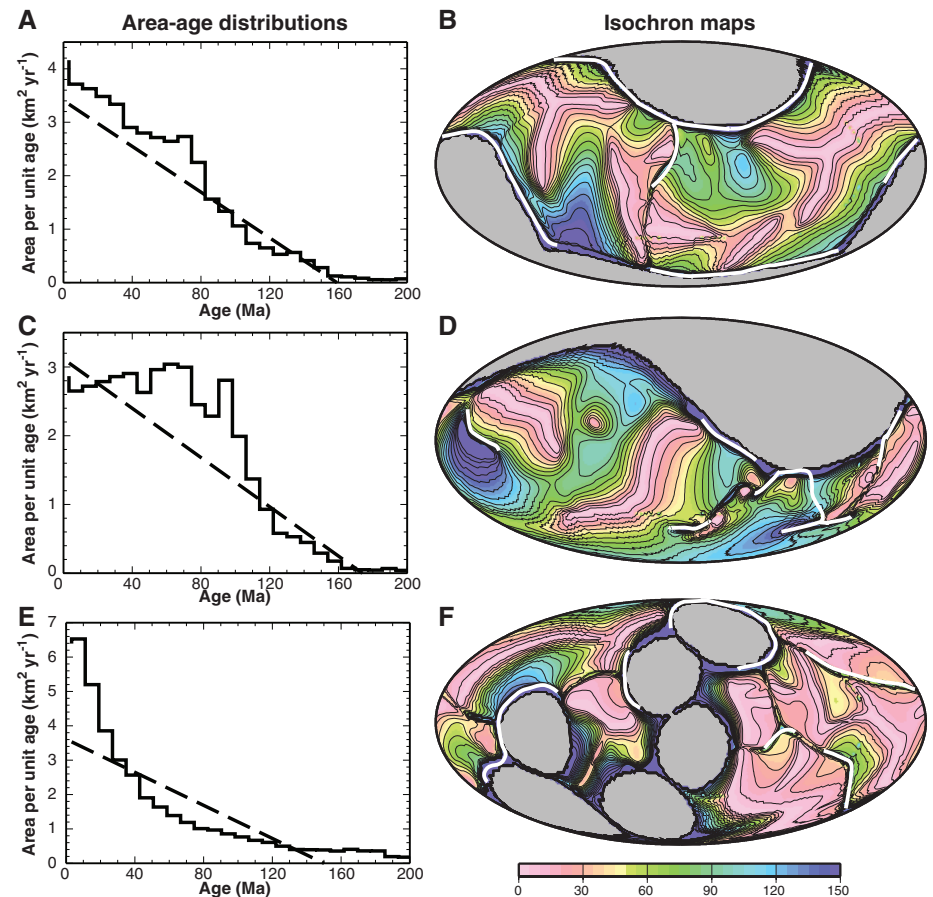 A Area-age distributions B Isochron maps
Area per unit age (km² yr⁻¹)
4
3
2
1
0
0 40 80 120 160 200
Age (Ma)
C D
Area per unit age (km² yr⁻¹)
3
2
1
0
0 40 80 120 160 200
Age (Ma)
E F
Area per unit age (km² yr⁻¹)
7
6
5
4
3
2
1
0
0 40 80 120 160 200
Age (Ma)
0 30 60 90 120 150